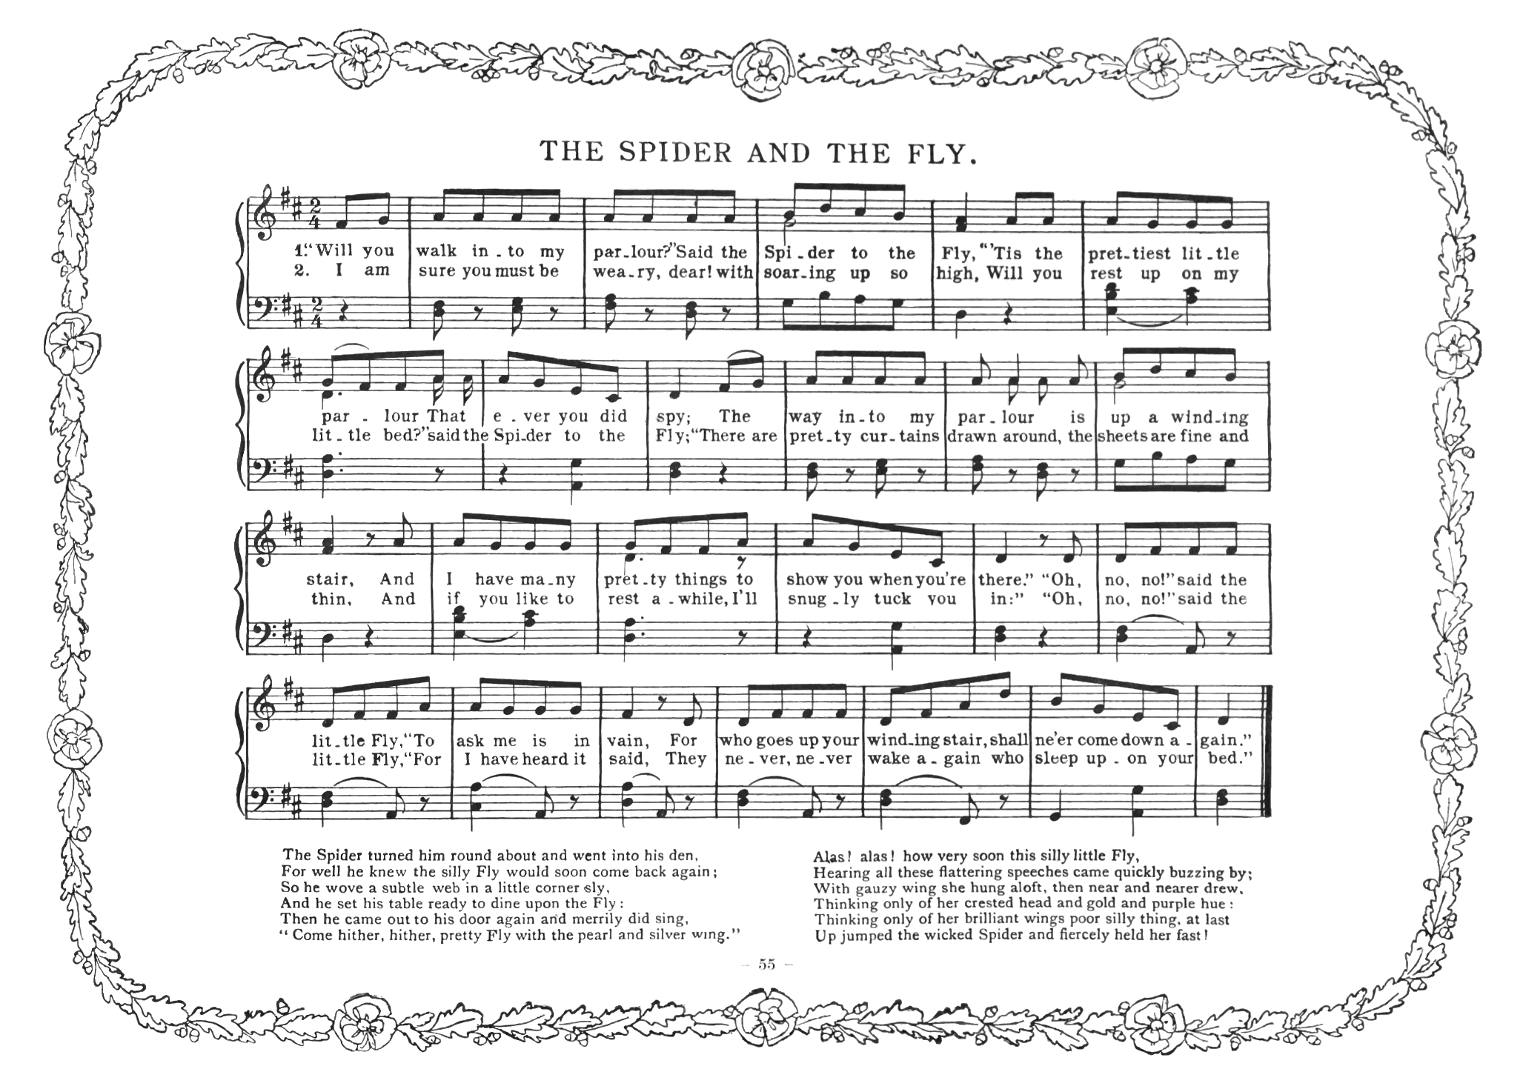 THE SPIDER AND THE FLY.
2 4
1. “Will you walk in - to my par - lour?” Said the Spi - der to the Fly, “’Tis the pret - tiest lit - tle
2. I am sure you must be wea - ry, dear! with soar - ing up so high, Will you rest up on my
2 4
par - lour That e - ver you did spy; The way in - to my par - lour is up a wind - ing
lit - tle bed?” said the Spi - der to the Fly; “There are pret - ty cur - tains drawn around, the sheets are fine and
stair, And I have ma - ny pret - ty things to show you when you’re there.” “Oh, no, no!” said the
thin, And if you like to rest a - while, I’ll snug - ly tuck you in:” “Oh, no, no!” said the
lit - tle Fly, “To ask me is in vain, For who goes up your wind - ing stair, shall ne’er come down a - gain.”
lit - tle Fly, “For I have heard it said, They ne - ver, ne - ver wake a - gain who sleep up - on your bed.”
The Spider turned him round about and went into his den,
For well he knew the silly Fly would soon come back again;
So he wove a subtle web in a little corner sly,
And he set his table ready to dine upon the Fly:
Then he came out to his door again and merrily did sing,
“Come hither, hither, pretty Fly with the pearl and silver wing.”
Alas! alas! how very soon this silly little Fly,
Hearing all these flattering speeches came quickly buzzing by;
With gauzy wing she hung aloft, then near and nearer drew,
Thinking only of her crested head and gold and purple hue:
Thinking only of her brilliant wings poor silly thing, at last
Up jumped the wicked Spider and fiercely held her fast!
– 55 –